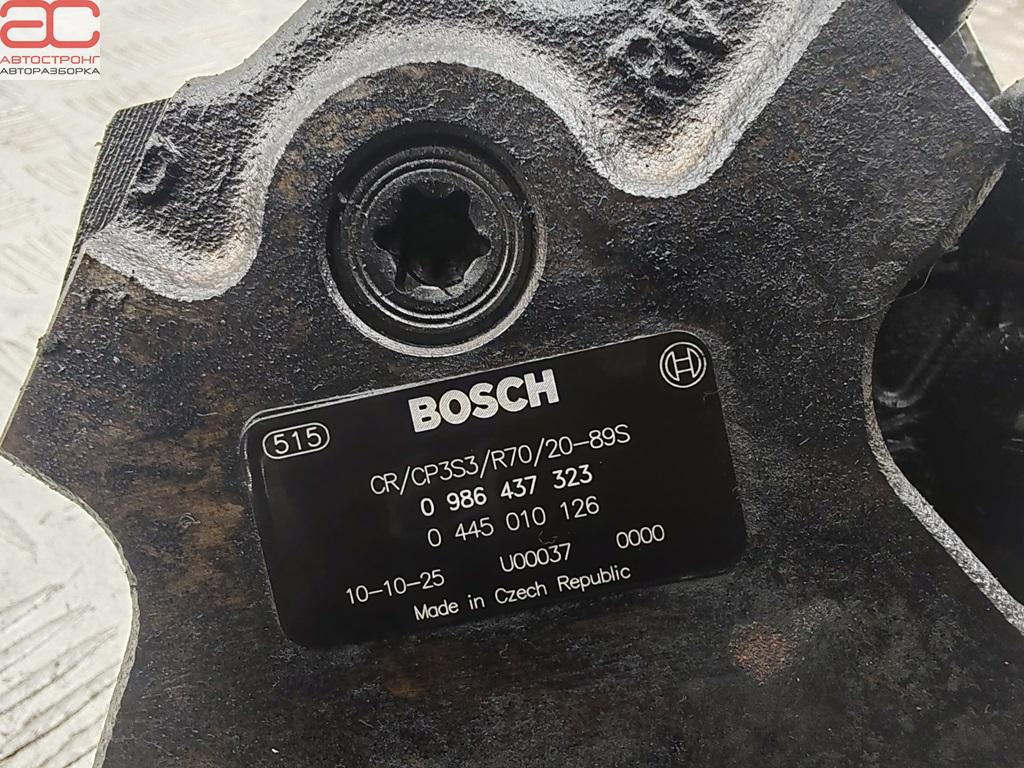 ac
АВТОСТРОНГ
АВТОРАЗБОРКА
BOSCH
515
CR/CP3S3/R70/20-89S
0 986 437 323
0 445 010 126
10-10-25 U00037 0000
Made in Czech Republic